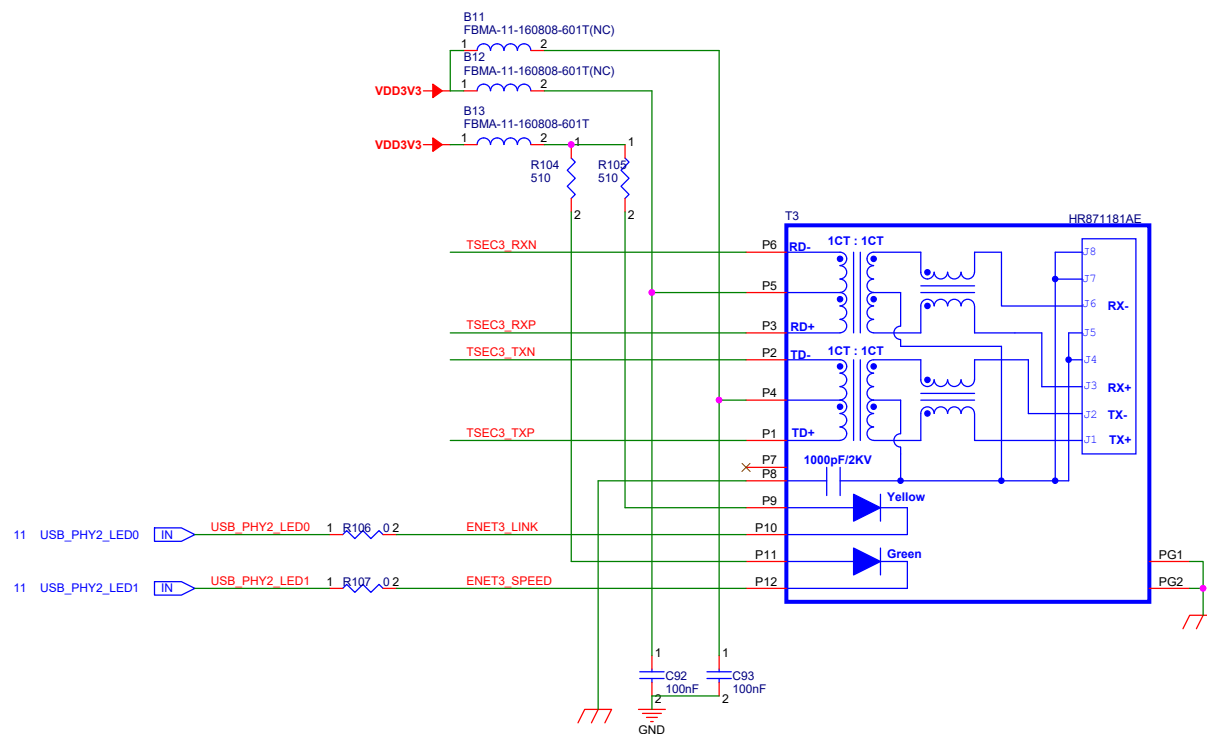 B11
FBMA-11-160808-601T(NC)
1 2
B12
FBMA-11-160808-601T(NC)
VDD3V3 1 2
B13
FBMA-11-160808-601T
VDD3V3 1 2 1 1
R104 R105
510 510
2 2
T3 HR871181AE
TSEC3_RXN P6 RD- 1CT : 1CT J8
J7
P5
J6 RX-
TSEC3_RXP P3 RD+ J5
TSEC3_TXN P2 TD- 1CT : 1CT J4
J3 RX+
P4
J2 TX-
TSEC3_TXP P1 TD+ J1 TX+
P7 1000pF/2KV
P8
P9 Yellow
11 USB_PHY2_LED0 IN USB_PHY2_LED0 1 R106 0 2 ENET3_LINK P10
P11 Green
PG1
11 USB_PHY2_LED1 IN USB_PHY2_LED1 1 R107 0 2 ENET3_SPEED P12
PG2
1 1
C92 C93
100nF 100nF
2 2
GND